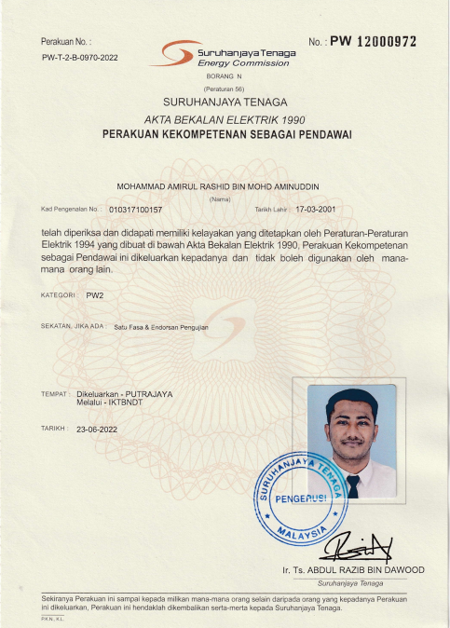 Perakuan No. :
PW-T-2-B-0970-2022
Suruhanjaya Tenaga
Energy Commission
No. : PW 12000972
BORANG N
(Peraturan 56)
SURUHANJAYA TENAGA
AKTA BEKALAN ELEKTRIK 1990
PERAKUAN KEKOMPETENAN SEBAGAI PENDAWAI
MOHAMMAD AMIRUL RASHID BIN MOHD AMINUDDIN
(Nama)
Kad Pengenalan No. : 010317100157 Tarikh Lahir : 17-03-2001
telah diperiksa dan didapati memiliki kelayakan yang ditetapkan oleh Peraturan-Peraturan
Elektrik 1994 yang dibuat di bawah Akta Bekalan Elektrik 1990, Perakuan Kekompetenan
sebagai Pendawai ini dikeluarkan kepadanya dan tidak boleh digunakan oleh mana-
mana orang lain.
KATEGORI : PW2
SEKATAN, JIKA ADA : Satu Fasa & Endorsan Pengujian
TEMPAT : Dikeluarkan - PUTRAJAYA
Melalui - IKTBNDT
TARIKH : 23-06-2022
SURUHANJAYA TENAGA
PENGERUSI
MALAYSIA
Ir. Ts. ABDUL RAZIB BIN DAWOOD
Suruhanjaya Tenaga
Sekiranya Perakuan ini sampai kepada milikan mana-mana orang selain daripada orang yang kepadanya Perakuan
ini dikeluarkan, Perakuan ini hendaklah dikembalikan serta-merta kepada Suruhanjaya Tenaga.
P.K.N., K.L.